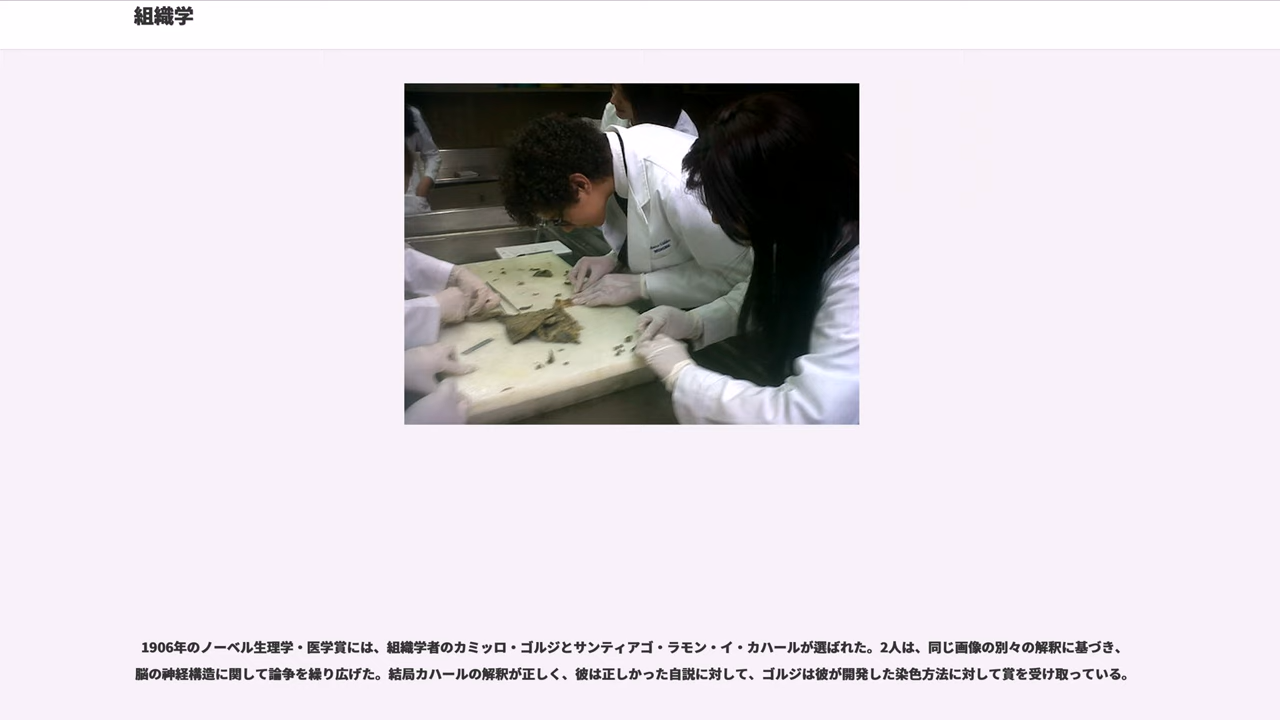 組織学
1906年のノーベル生理学・医学賞には、組織学者のカミッロ・ゴルジとサンティアゴ・ラモン・イ・カハールが選ばれた。2人は、同じ画像の別々の解釈に基づき、
脳の神経構造に関して論争を繰り広げた。結局カハールの解釈が正しく、彼は正しかった自説に対して、ゴルジは彼が開発した染色方法に対して賞を受け取っている。